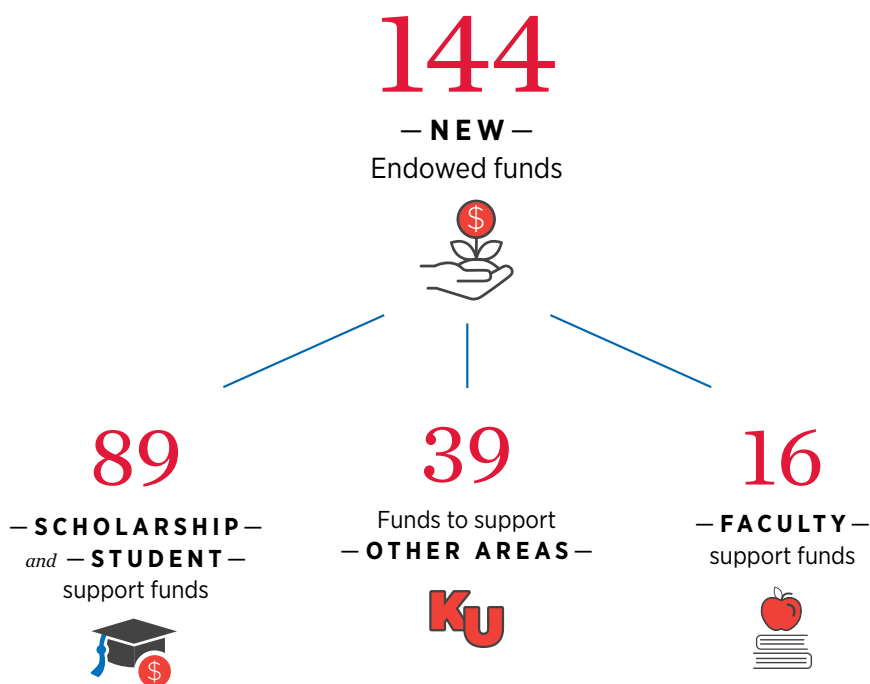 144
— NEW —
Endowed funds
$
89
— SCHOLARSHIP —
and — STUDENT —
support funds
$
39
Funds to support
— OTHER AREAS —
KU
16
— FACULTY —
support funds